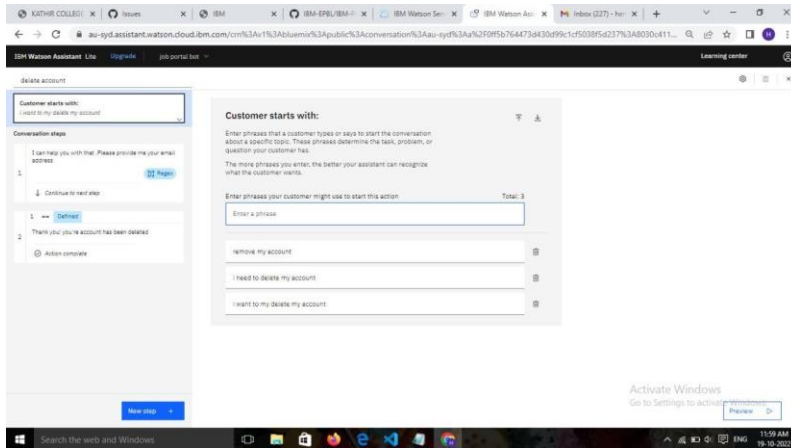 KATHIR COLLEGE
Issues
IBM
IBM-EPBL/IBM-P
IBM Watson Ser
IBM Watson Ass
Inbox (227) - har
au-syd.assistant.watson.cloud.ibm.com/crn%3Av1%3Abluemix%3Apublic%3Aconversation%3Aau-syd%3Aa%2F0ff5b764473d430d99c1cf5038f5d237%3A8030c411...
IBM Watson Assistant Lite
Upgrade
job portal bot
Learning center
delete account
Customer starts with:
i want to my delete my account
Conversation steps
1
I can help you with that .Please provide me your email
address
Regex
Continue to next step
2
1 == Defined
Thank you! you're account has been deleted
Action complete
New step +
Customer starts with:
Enter phrases that a customer types or says to start the conversation
about a specific topic. These phrases determine the task, problem, or
question your customer has.
The more phrases you enter, the better your assistant can recognize
what the customer wants.
Enter phrases your customer might use to start this action
Total: 3
Enter a phrase
remove my account
i need to delete my account
i want to my delete my account
Activate Windows
Go to Settings to activate Windows.
Preview
Search the web and Windows
ENG
11:59 AM
19-10-2022